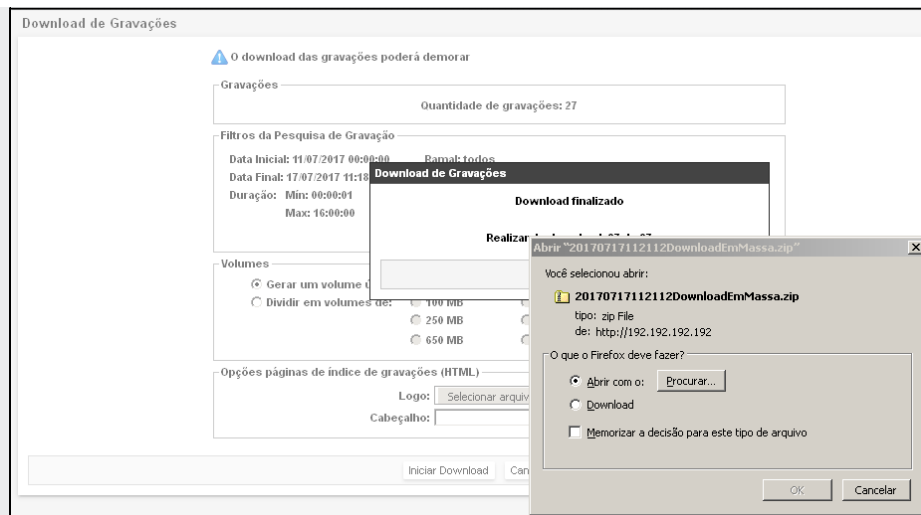 Download de Gravações
O download das gravações poderá demorar
Gravações
Quantidade de gravações: 27
Filtros da Pesquisa de Gravação
Data Inicial: 11/07/2017 00:00:00 Ramal: todos
Data Final: 17/07/2017 11:18
Duração: Mín: 00:00:01
Max: 16:00:00
Download de Gravações
Download finalizado
Volumes
Gerar um volume
Dividir em volumes de: 100 MB
250 MB
650 MB
Opções páginas de índice de gravações (HTML)
Logo: Selecionar arquiv
Cabeçalho:
Iniciar Download Can
Abrir "20170717112112DownloadEmMassa.zip"
Você selecionou abrir:
20170717112112DownloadEmMassa.zip
tipo: zip File
de: http://192.192.192.192
O que o Firefox deve fazer?
Abrir com o: Procurar...
Download
Memorizar a decisão para este tipo de arquivo
OK Cancelar